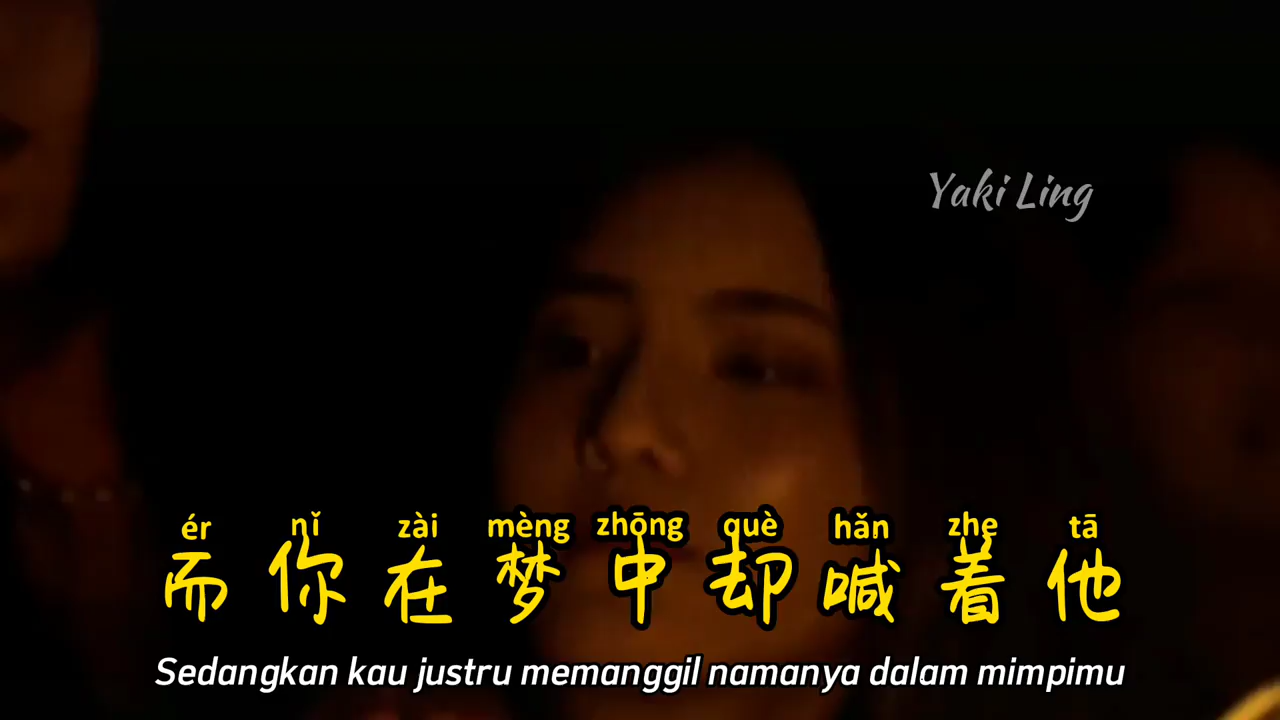 Yaki Ling
ér nǐ zài mèng zhōng què hǎn zhe tā
而你在梦中却喊着他
Sedangkan kau justru memanggil namanya dalam mimpimu